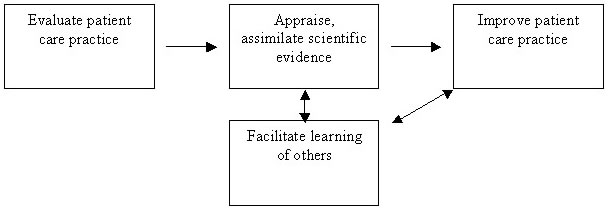 Evaluate patient
care practice
Appraise,
assimilate scientific
evidence
Improve patient
care practice
Facilitate learning
of others